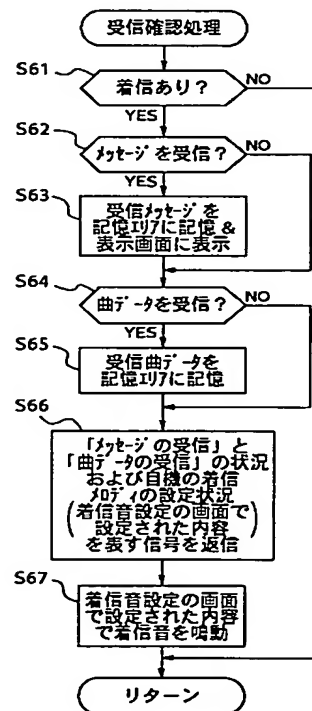 受信確認処理
S61
着信あり?
NO
YES
S62
メッセージを受信?
NO
YES
S63
受信メッセージを
記憶エリアに記憶 &
表示画面に表示
S64
曲データを受信?
NO
YES
S65
受信曲データを
記憶エリアに記憶
S66
「メッセージの受信」と
「曲データの受信」の状況
および自機の着信
メロディの設定状況
(着信音設定の画面で
設定された内容)
を表す信号を返信
S67
着信音設定の画面
で設定された内容
で着信音を鳴動
リターン